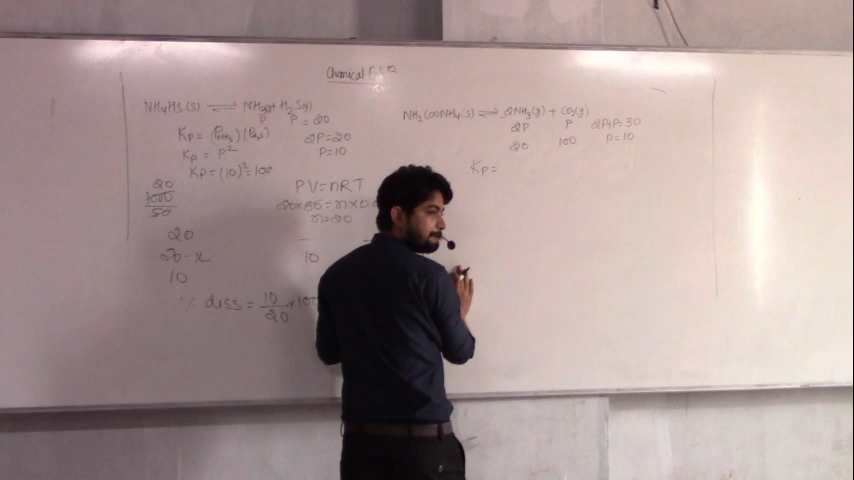 Chemical
NH4HS(s) ⇌ NH3(g) + H2S(g)
P P = 20
KP = (PNH3) (PH2S)
2P = 20
KP = P²
P = 10
KP = (10)² = 100
20
1000
50
PV = nRT
n = 20
20 – –
20-x 10
10
% diss = 10/20 × 100
NH2COONH4(s) ⇌ 2NH3(g) + CO2(g)
2P P 2P+P=30
20 100 P=10
KP =